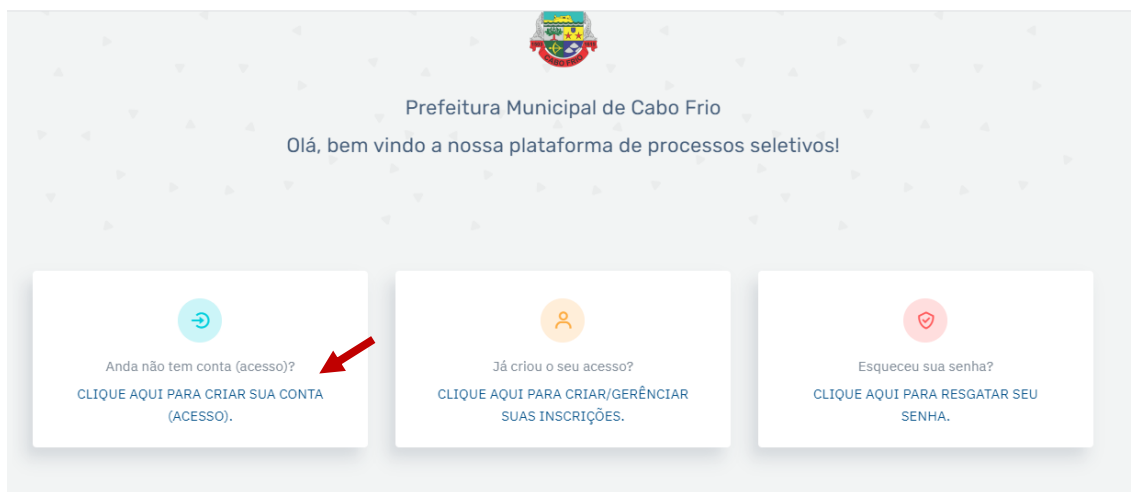 CABO FRIO
Prefeitura Municipal de Cabo Frio
Olá, bem vindo a nossa plataforma de processos seletivos!
Anda não tem conta (acesso)?
CLIQUE AQUI PARA CRIAR SUA CONTA
(ACESSO).
Já criou o seu acesso?
CLIQUE AQUI PARA CRIAR/GERÊNCIAR
SUAS INSCRIÇÕES.
Esqueceu sua senha?
CLIQUE AQUI PARA RESGATAR SEU
SENHA.